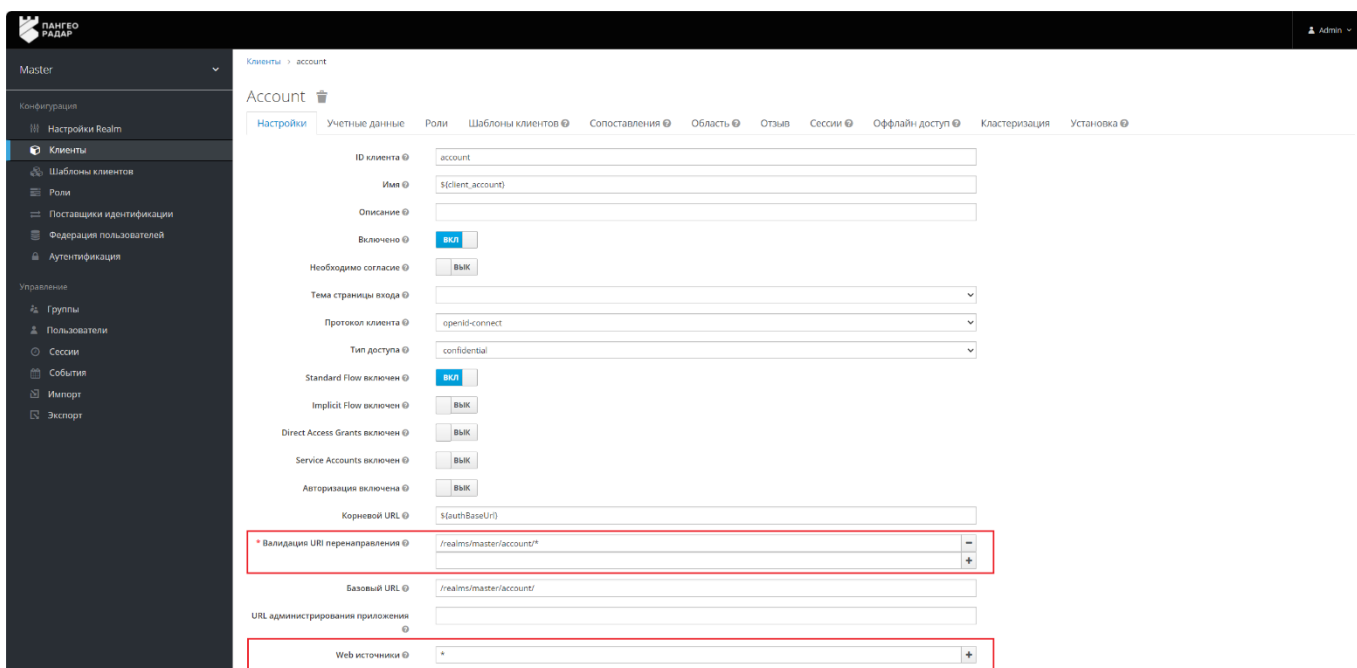 ПАНГЕО
РАДАР
Admin
Master
Конфигурация
Настройки Realm
Клиенты
Шаблоны клиентов
Роли
Поставщики идентификации
Федерация пользователей
Аутентификация
Управление
Группы
Пользователи
Сессии
События
Импорт
Экспорт
Клиенты > account
Account
Настройки Учетные данные Роли Шаблоны клиентов Сопоставления Область Отзыв Сессии Оффлайн доступ Кластеризация Установка
ID клиента account
Имя ${client_account}
Описание
Включено ВКЛ
Необходимо согласие ВЫК
Тема страницы входа
Протокол клиента openid-connect
Тип доступа confidential
Standard Flow включен ВКЛ
Implicit Flow включен ВЫК
Direct Access Grants включен ВЫК
Service Accounts включен ВЫК
Авторизация включена ВЫК
Корневой URL ${authBaseUrl}
* Валидация URI перенаправления /realms/master/account/* -
+
Базовый URL /realms/master/account/
URL администрирования приложения
Web источники * +